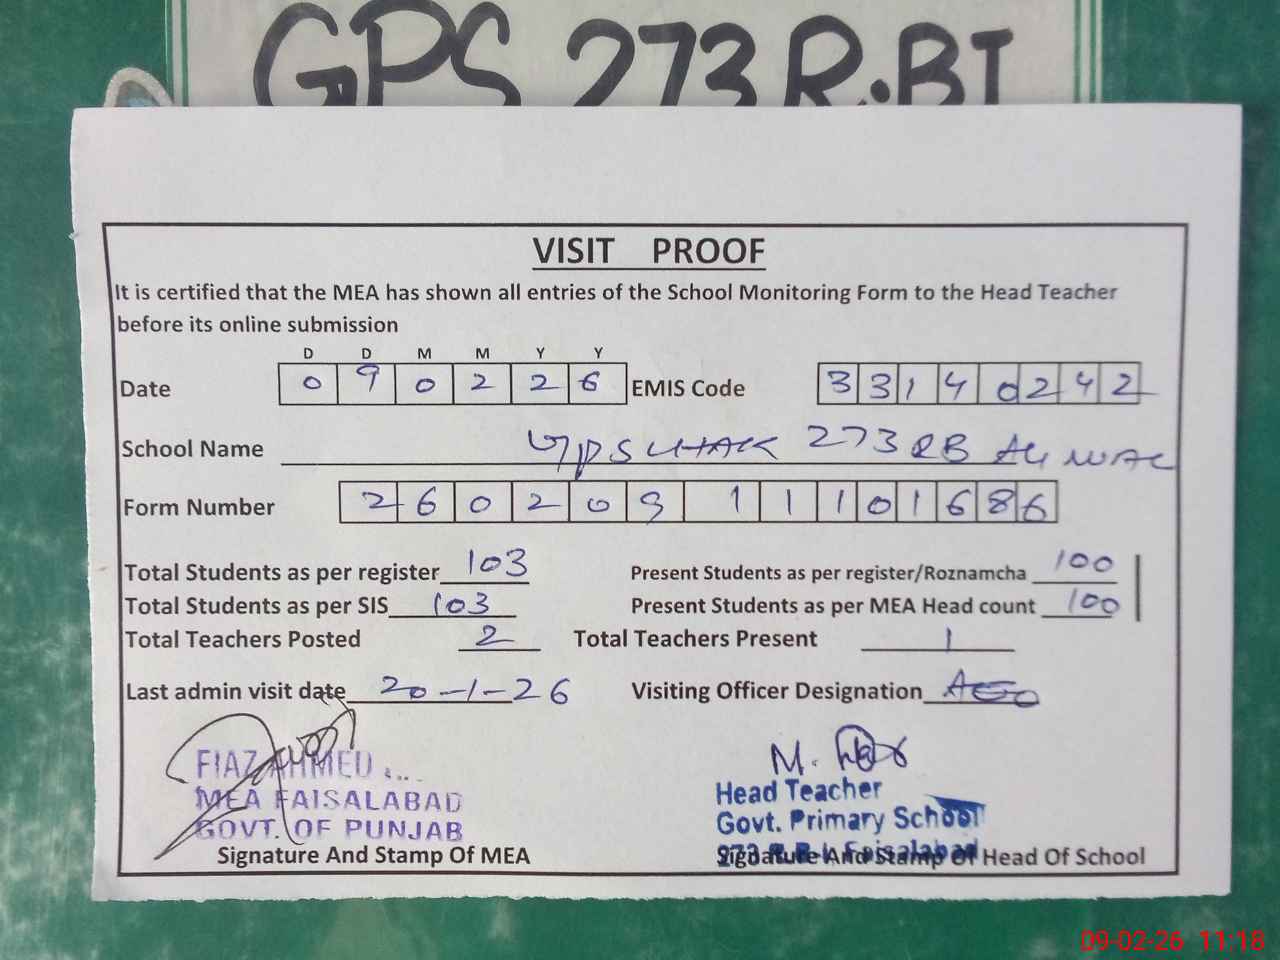 GPS 273 R.BI
VISIT PROOF
It is certified that the MEA has shown all entries of the School Monitoring Form to the Head Teacher
before its online submission
D D M M Y Y
Date 0 9 0 2 2 6 EMIS Code 3 3 1 4 0 2 4 2
School Name GPS CHAK 273 RB
Form Number 2 6 0 2 0 9 1 1 1 0 1 6 8 6
Total Students as per register 103 Present Students as per register/Roznamcha 100
Total Students as per SIS 103 Present Students as per MEA Head count 100
Total Teachers Posted 2 Total Teachers Present 1
Last admin visit date 20-1-26 Visiting Officer Designation AEO
FIAZ AHMED
MEA FAISALABAD
GOVT. OF PUNJAB
Signature And Stamp Of MEA
M.
Head Teacher
Govt. Primary School
273 R.B-I Faisalabad
Signature And Stamp Of Head Of School
09-02-26 11:18